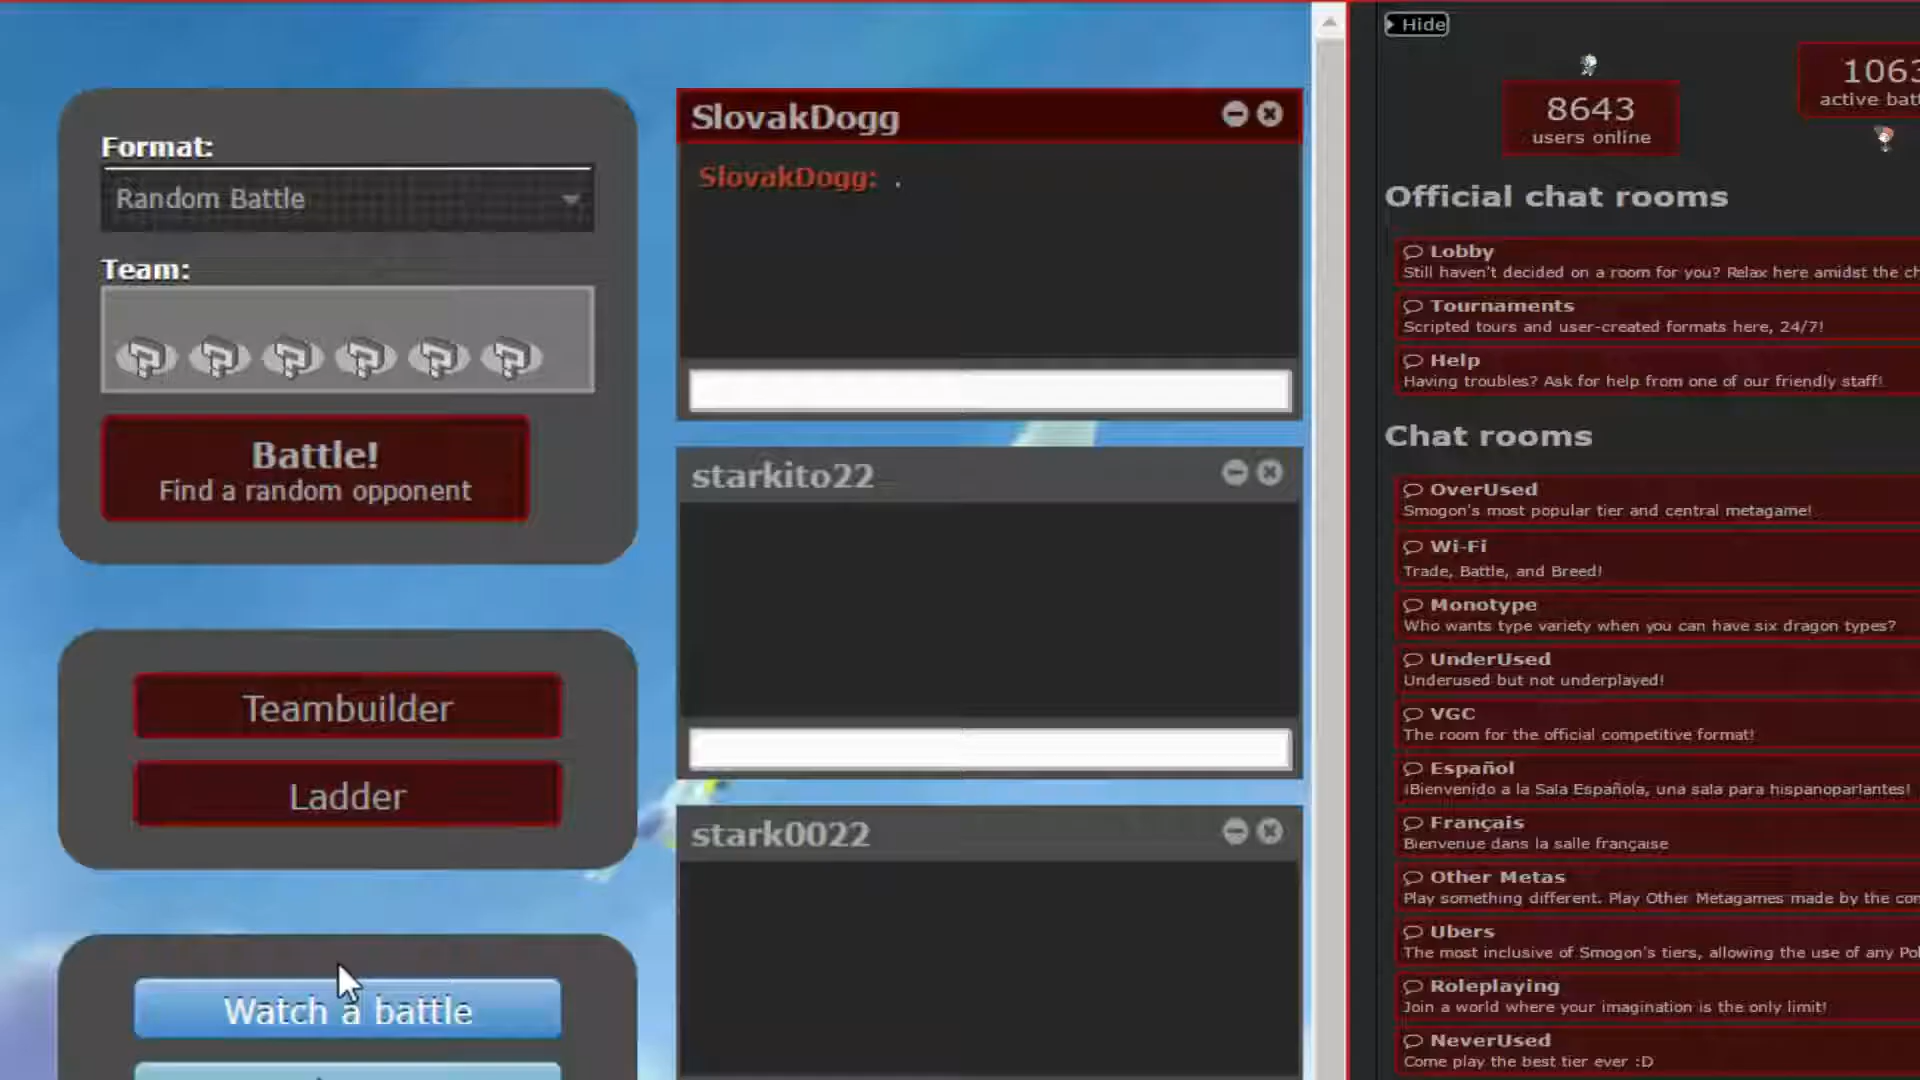 Format:
Random Battle
Team:
Battle!
Find a random opponent
Teambuilder
Ladder
Watch a battle
SlovakDogg
SlovakDogg: .
starkito22
stark0022
Hide
8643
users online
1063
active bat
Official chat rooms
Lobby
Still haven't decided on a room for you? Relax here amidst the ch
Tournaments
Scripted tours and user-created formats here, 24/7!
Help
Having troubles? Ask for help from one of our friendly staff!
Chat rooms
OverUsed
Smogon's most popular tier and central metagame!
Wi-Fi
Trade, Battle, and Breed!
Monotype
Who wants type variety when you can have six dragon types?
UnderUsed
Underused but not underplayed!
VGC
The room for the official competitive format!
Español
¡Bienvenido a la Sala Española, una sala para hispanoparlantes!
Français
Bienvenue dans la salle française
Other Metas
Play something different. Play Other Metagames made by the con
Ubers
The most inclusive of Smogon's tiers, allowing the use of any Pol
Roleplaying
Join a world where your imagination is the only limit!
NeverUsed
Come play the best tier ever :D